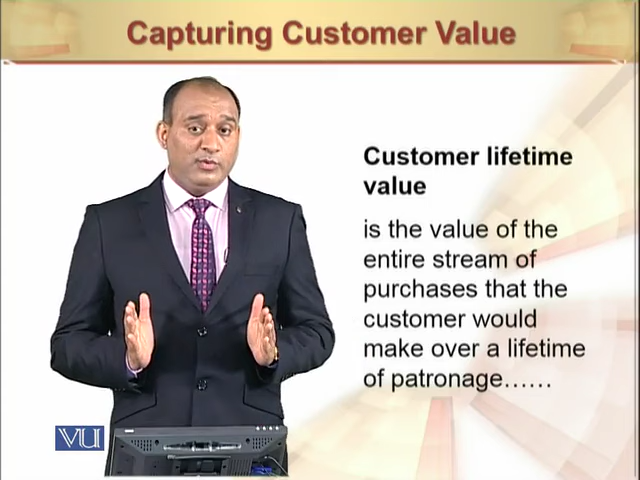 Capturing Customer Value
Customer lifetime
value
is the value of the
entire stream of
purchases that the
customer would
make over a lifetime
of patronage……
VU